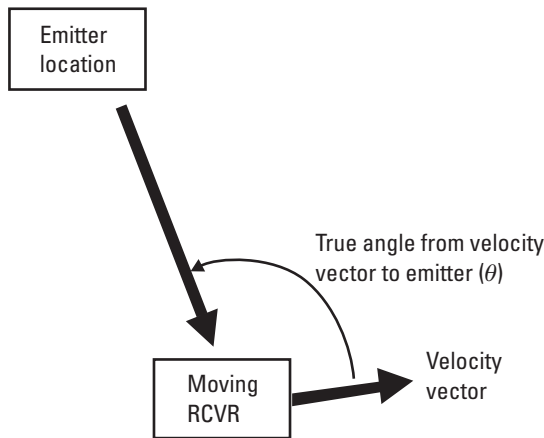 Emitter
location
True angle from velocity
vector to emitter (θ)
Velocity
vector
Moving
RCVR